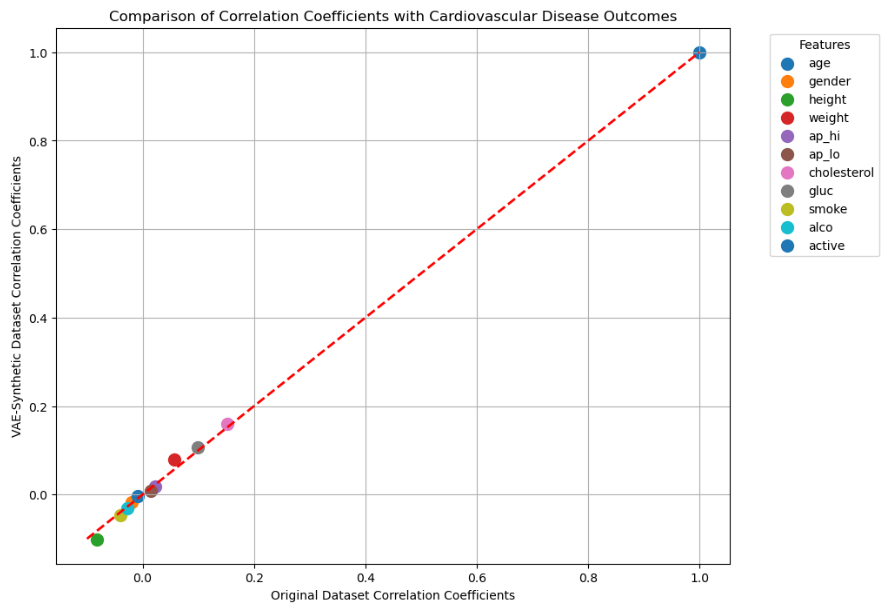 Comparison of Correlation Coefficients with Cardiovascular Disease Outcomes
VAE-Synthetic Dataset Correlation Coefficients
1.0
0.8
0.6
0.4
0.2
0.0
0.0 0.2 0.4 0.6 0.8 1.0
Original Dataset Correlation Coefficients
Features
age
gender
height
weight
ap_hi
ap_lo
cholesterol
gluc
smoke
alco
active